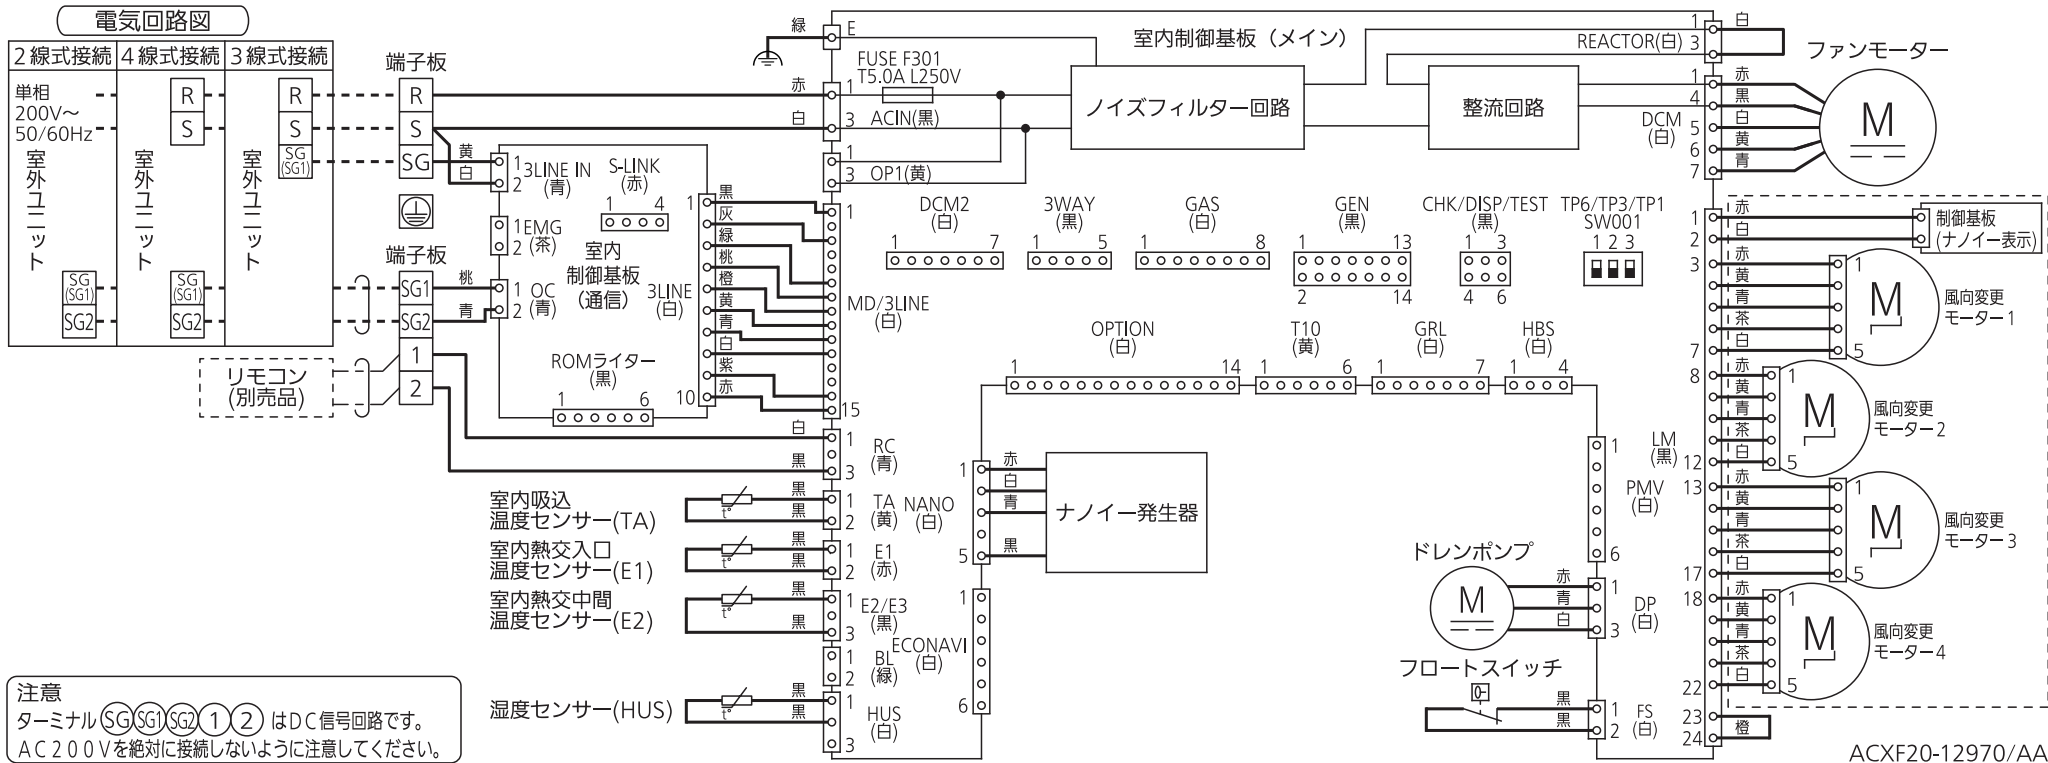 電気回路図
2線式接続 4線式接続 3線式接続
単相
200V～
50/60Hz
室外ユニット
SG
(SG1)
SG2
R
S
室外ユニット
SG
(SG1)
SG2
R
S
SG
(SG1)
室外ユニット
端子板
R
S
SG
端子板
SG1
SG2
1
2
リモコン
(別売品)
黄
白
桃
青
1 3LINE IN
2 (青)
1 EMG
2 (茶)
1 OC
2 (青)
S-LINK
(赤)
1 4
室内
制御基板
(通信)
3LINE
(白)
1
10
ROMライター
(黒)
1 6
黒
灰
緑
桃
橙
黄
青
白
紫
赤
緑
E
赤
白
FUSE F301
T5.0A L250V
1
3 ACIN(黒)
1
3 OP1(黄)
室内制御基板（メイン）
ノイズフィルター回路
整流回路
1
REACTOR(白) 3
白
ファンモーター
M
1
4
DCM
(白)
5
6
7
赤
黒
白
黄
青
1
MD/3LINE
(白)
15
DCM2
(白)
1 7
3WAY
(黒)
1 5
GAS
(白)
1 8
GEN
(黒)
1 13
2 14
CHK/DISP/TEST
(黒)
1 3
4 6
TP6/TP3/TP1
SW001
1 2 3
OPTION
(白)
1 14
T10
(黄)
1 6
GRL
(白)
1 7
HBS
(白)
1 4
白
黒
1
RC
(青)
3
室内吸込
温度センサー(TA)
t°
黒
黒
1
2
TA
(黄)
室内熱交入口
温度センサー(E1)
t°
黒
黒
1
2
E1
(赤)
室内熱交中間
温度センサー(E2)
t°
黒
黒
1
E2/E3
(黒)
3
1
2
BL
(緑)
湿度センサー(HUS)
t°
黒
黒
1
HUS
(白)
3
1
NANO
(白)
5
赤
白
青
黒
ナノイー発生器
1
ECONAVI
(白)
6
1
PMV
(白)
6
ドレンポンプ
M
赤
青
白
1
DP
(白)
3
フロートスイッチ
黒
黒
1
2
FS
(白)
LM
(黒)
1
2
3
7
8
12
13
17
18
22
23
24
赤
白
制御基板
(ナノイー表示)
赤
黄
青
茶
白
1
5
M
風向変更
モーター1
赤
黄
青
茶
白
1
5
M
風向変更
モーター2
赤
黄
青
茶
白
1
5
M
風向変更
モーター3
赤
黄
青
茶
白
1
5
M
風向変更
モーター4
橙
注意
ターミナル SG SG1 SG2 1 2 はDC信号回路です。
AC200Vを絶対に接続しないように注意してください。
ACXF20-12970/AA